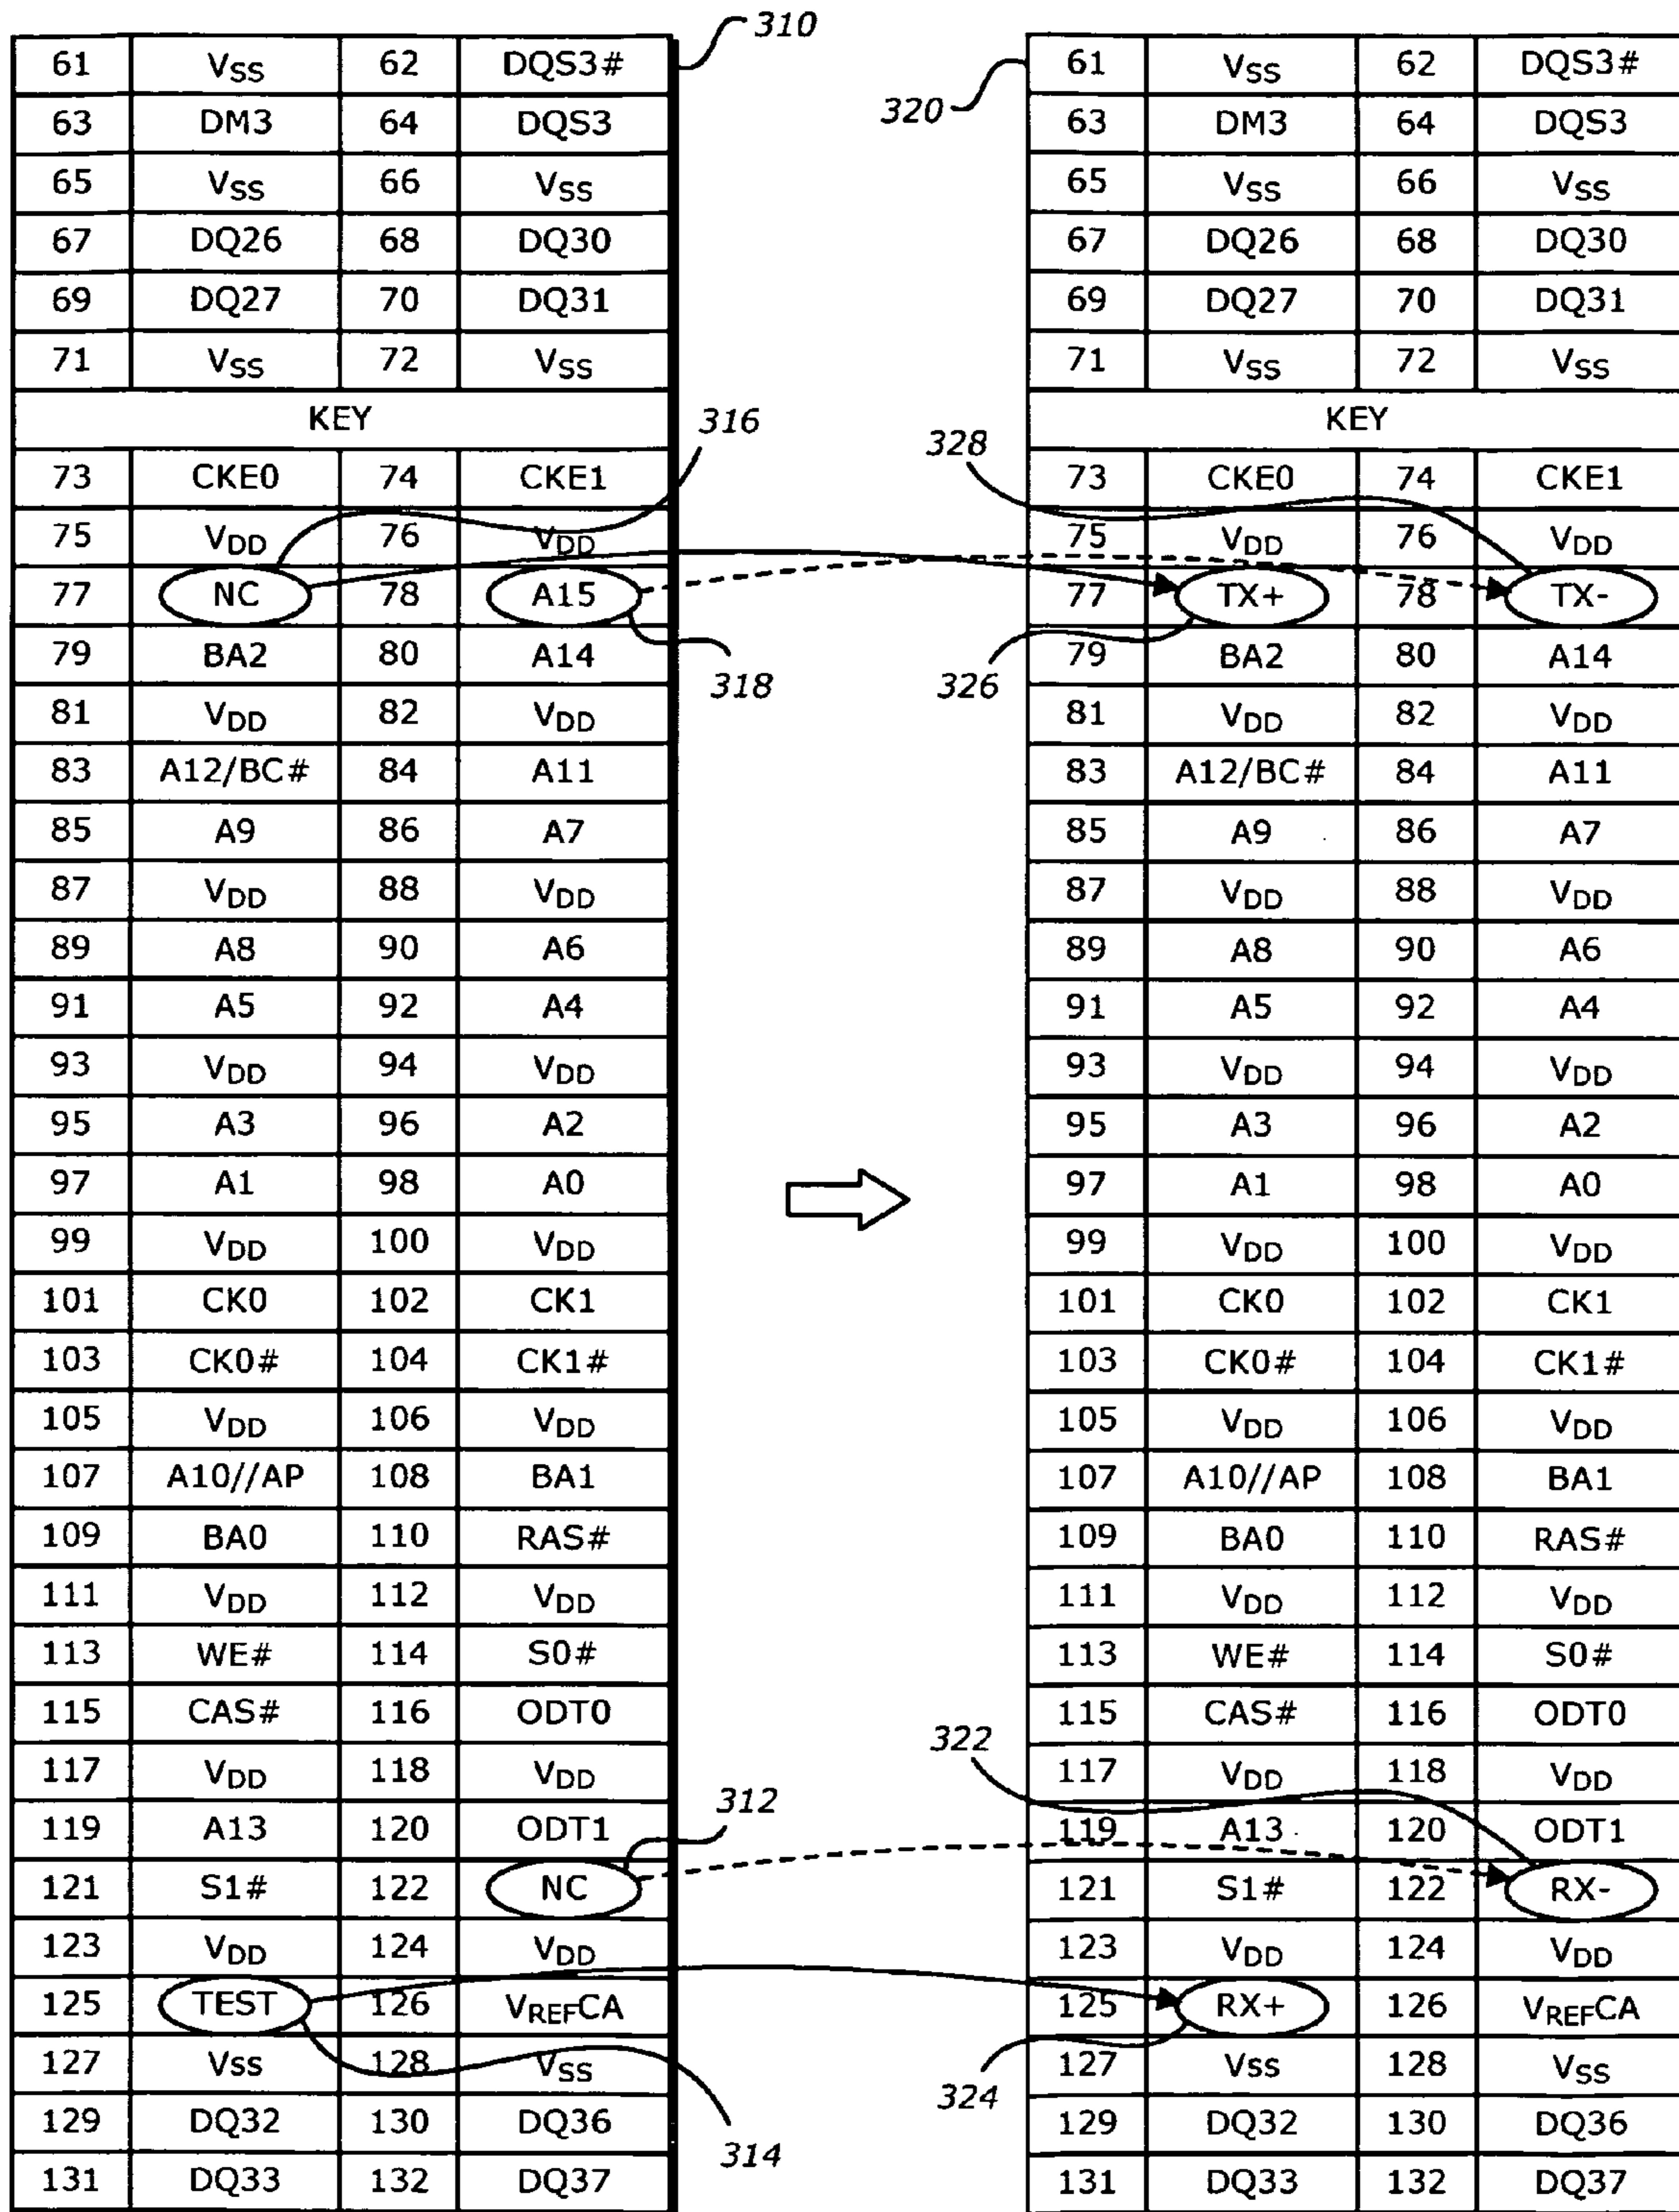 310
61 VSS 62 DQS3#
63 DM3 64 DQS3
65 VSS 66 VSS
67 DQ26 68 DQ30
69 DQ27 70 DQ31
71 VSS 72 VSS
KEY
316
73 CKE0 74 CKE1
75 VDD 76 VDD
77 NC 78 A15
79 BA2 80 A14
318
81 VDD 82 VDD
83 A12/BC# 84 A11
85 A9 86 A7
87 VDD 88 VDD
89 A8 90 A6
91 A5 92 A4
93 VDD 94 VDD
95 A3 96 A2
97 A1 98 A0
99 VDD 100 VDD
101 CK0 102 CK1
103 CK0# 104 CK1#
105 VDD 106 VDD
107 A10//AP 108 BA1
109 BA0 110 RAS#
111 VDD 112 VDD
113 WE# 114 S0#
115 CAS# 116 ODT0
117 VDD 118 VDD
312
119 A13 120 ODT1
121 S1# 122 NC
123 VDD 124 VDD
125 TEST 126 VREFCA
127 Vss 128 VSS
129 DQ32 130 DQ36
314
131 DQ33 132 DQ37
320
61 VSS 62 DQS3#
63 DM3 64 DQS3
65 VSS 66 VSS
67 DQ26 68 DQ30
69 DQ27 70 DQ31
71 VSS 72 VSS
KEY
328
73 CKE0 74 CKE1
75 VDD 76 VDD
77 TX+ 78 TX-
326
79 BA2 80 A14
81 VDD 82 VDD
83 A12/BC# 84 A11
85 A9 86 A7
87 VDD 88 VDD
89 A8 90 A6
91 A5 92 A4
93 VDD 94 VDD
95 A3 96 A2
97 A1 98 A0
99 VDD 100 VDD
101 CK0 102 CK1
103 CK0# 104 CK1#
105 VDD 106 VDD
107 A10//AP 108 BA1
109 BA0 110 RAS#
111 VDD 112 VDD
113 WE# 114 S0#
115 CAS# 116 ODT0
322
117 VDD 118 VDD
119 A13 120 ODT1
121 S1# 122 RX-
123 VDD 124 VDD
125 RX+ 126 VREFCA
324
127 Vss 128 VSS
129 DQ32 130 DQ36
131 DQ33 132 DQ37